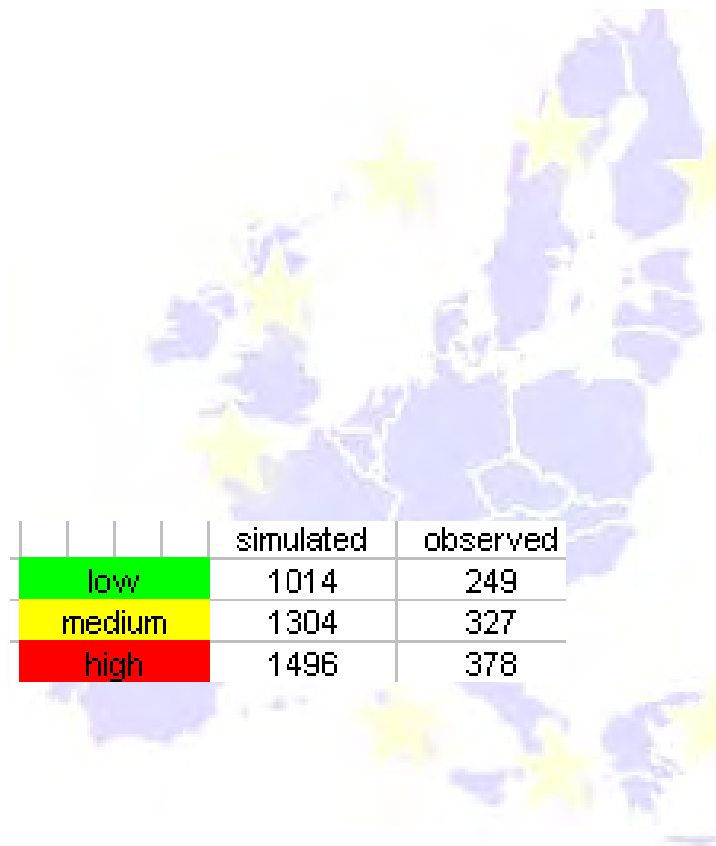 simulated observed
low 1014 249
medium 1304 327
high 1496 378